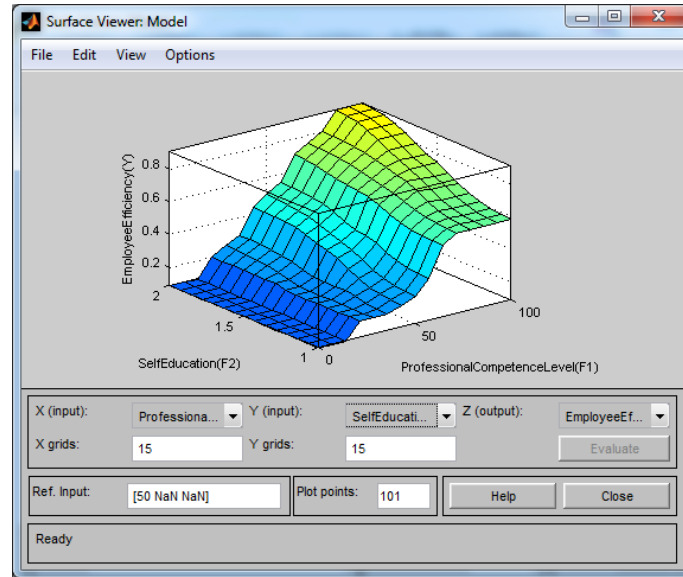 Surface Viewer: Model
File Edit View Options
EmployeeEfficiency(Y)
0.8
0.6
0.4
0.2
2
1.5
1
0
50
100
SelfEducation(F2)
ProfessionalCompetenceLevel(F1)
X (input): Professiona... Y (input): SelfEducati... Z (output): EmployeeEf...
X grids: 15 Y grids: 15 Evaluate
Ref. Input: [50 NaN NaN] Plot points: 101 Help Close
Ready